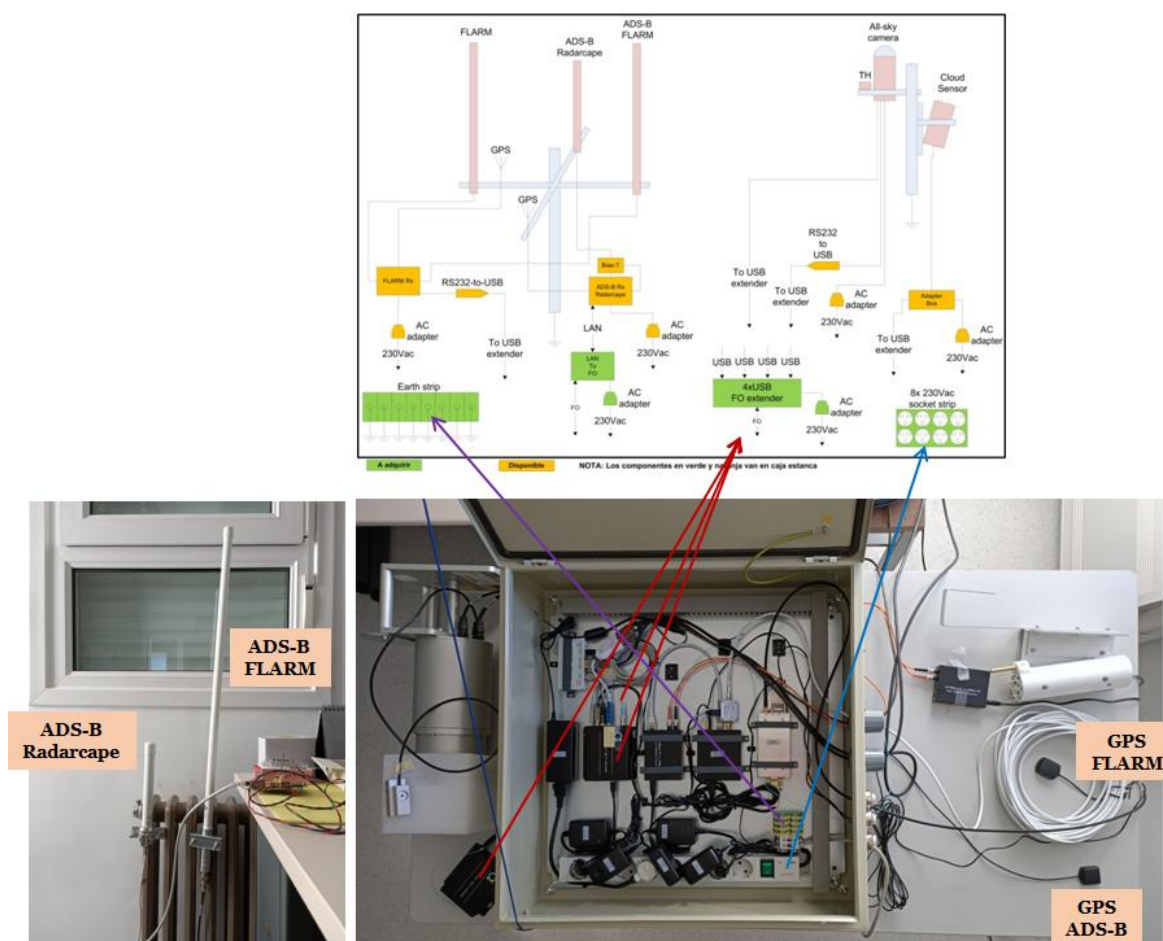 FLARM
ADS-B
Radarcape
ADS-B
FLARM
All-sky
camera
TH
Cloud
Sensor
GPS
GPS
FLARM Rx
RS232-to-USB
Bias-T
ADS-B Rx
Radarcape
RS232
to
USB
To USB
extender
To USB
extender
Adapter
Box
AC
adapter
230Vac
To USB
extender
LAN
AC
adapter
230Vac
AC
adapter
230Vac
To USB
extender
AC
adapter
230Vac
LAN
To
FO
USB
USB
USB
USB
4xUSB
FO extender
8x 230Vac
socket strip
Earth strip
FO
AC
adapter
230Vac
FO
AC
adapter
230Vac
A adquirir
Disponible
NOTA: Los componentes en verde y naranja van en caja estanca
ADS-B
FLARM
ADS-B
Radarcape
GPS
FLARM
GPS
ADS-B